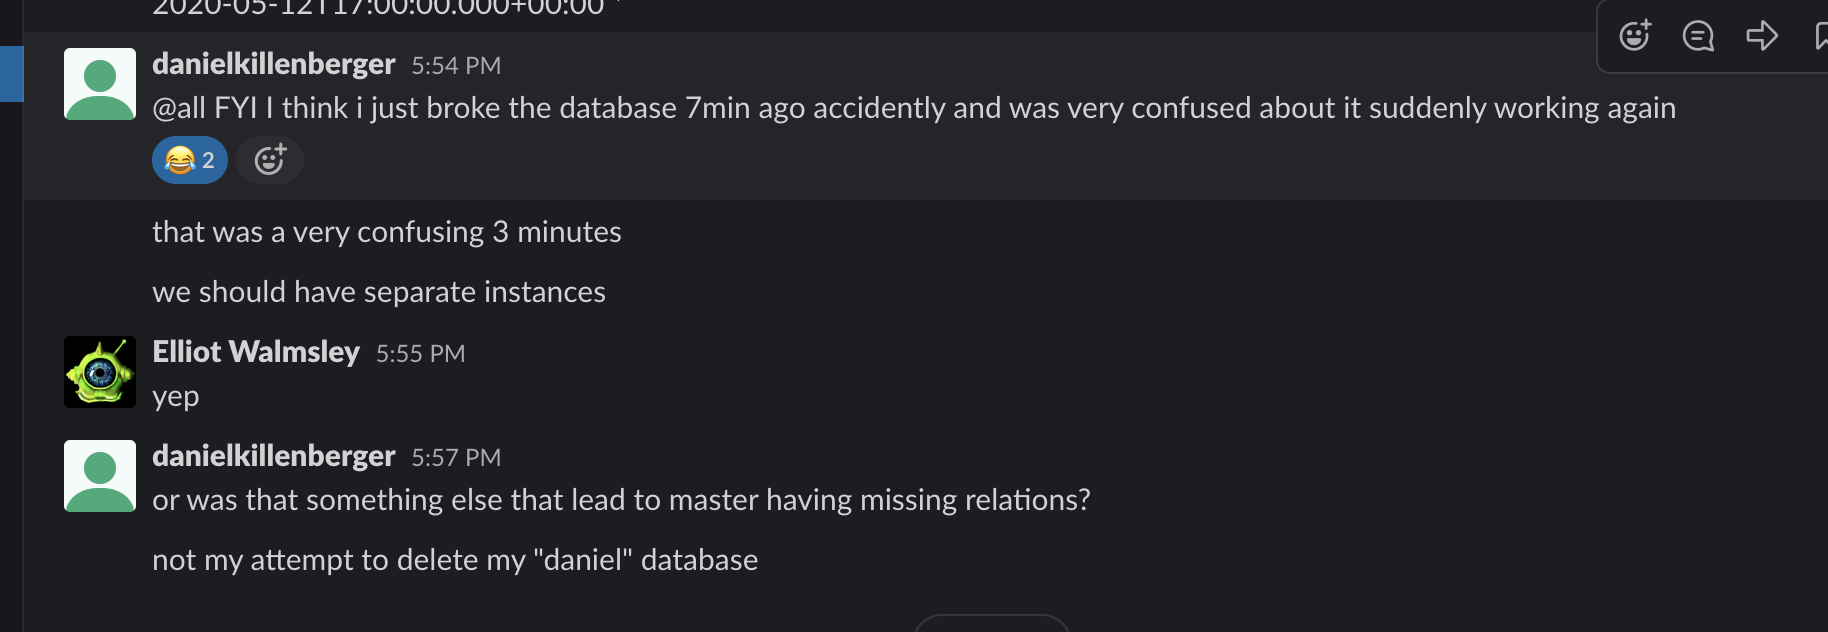 2020-05-12T17:00:00.000+00:00
danielkillenberger 5:54 PM
@all FYI I think i just broke the database 7min ago accidently and was very confused about it suddenly working again
😂 2
that was a very confusing 3 minutes
we should have separate instances
Elliot Walmsley 5:55 PM
yep
danielkillenberger 5:57 PM
or was that something else that lead to master having missing relations?
not my attempt to delete my "daniel" database